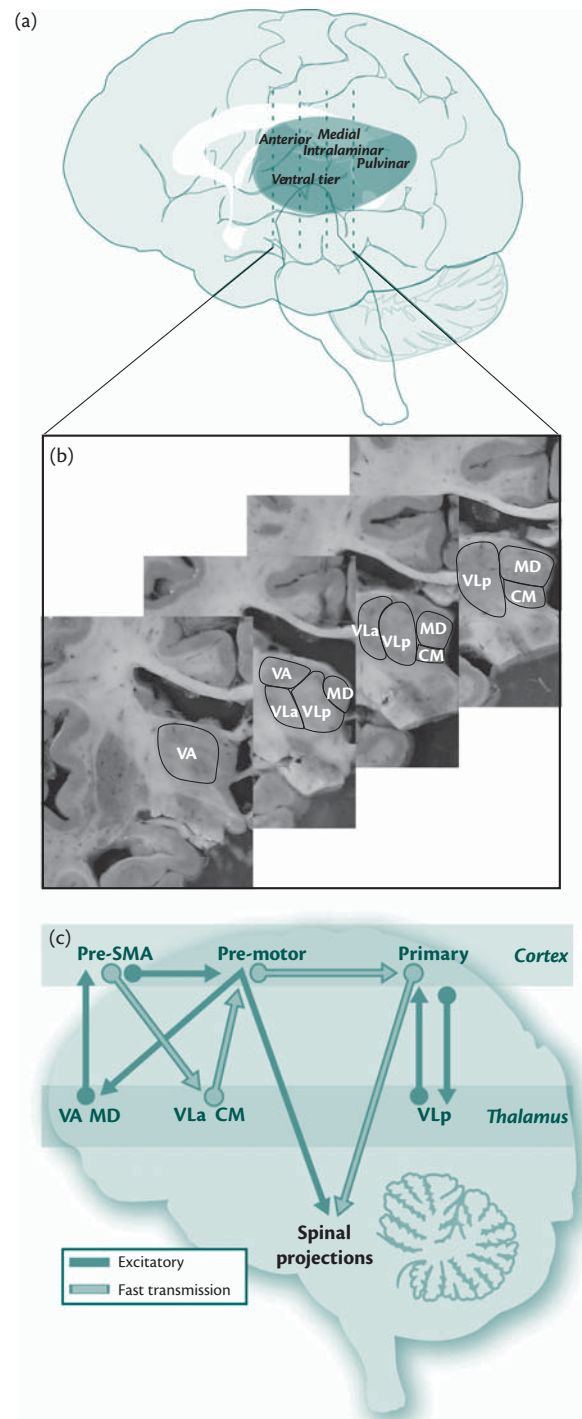 (a)
Anterior
Medial
Intralaminar
Pulvinar
Ventral tier
(b)
VLp
MD
CM
VLa
VLp
MD
CM
VA
VLa
VLp
MD
VA
(c)
Pre-SMA
Pre-motor
Primary
Cortex
VA MD
VLa CM
VLp
Thalamus
Spinal
projections
Excitatory
Fast transmission